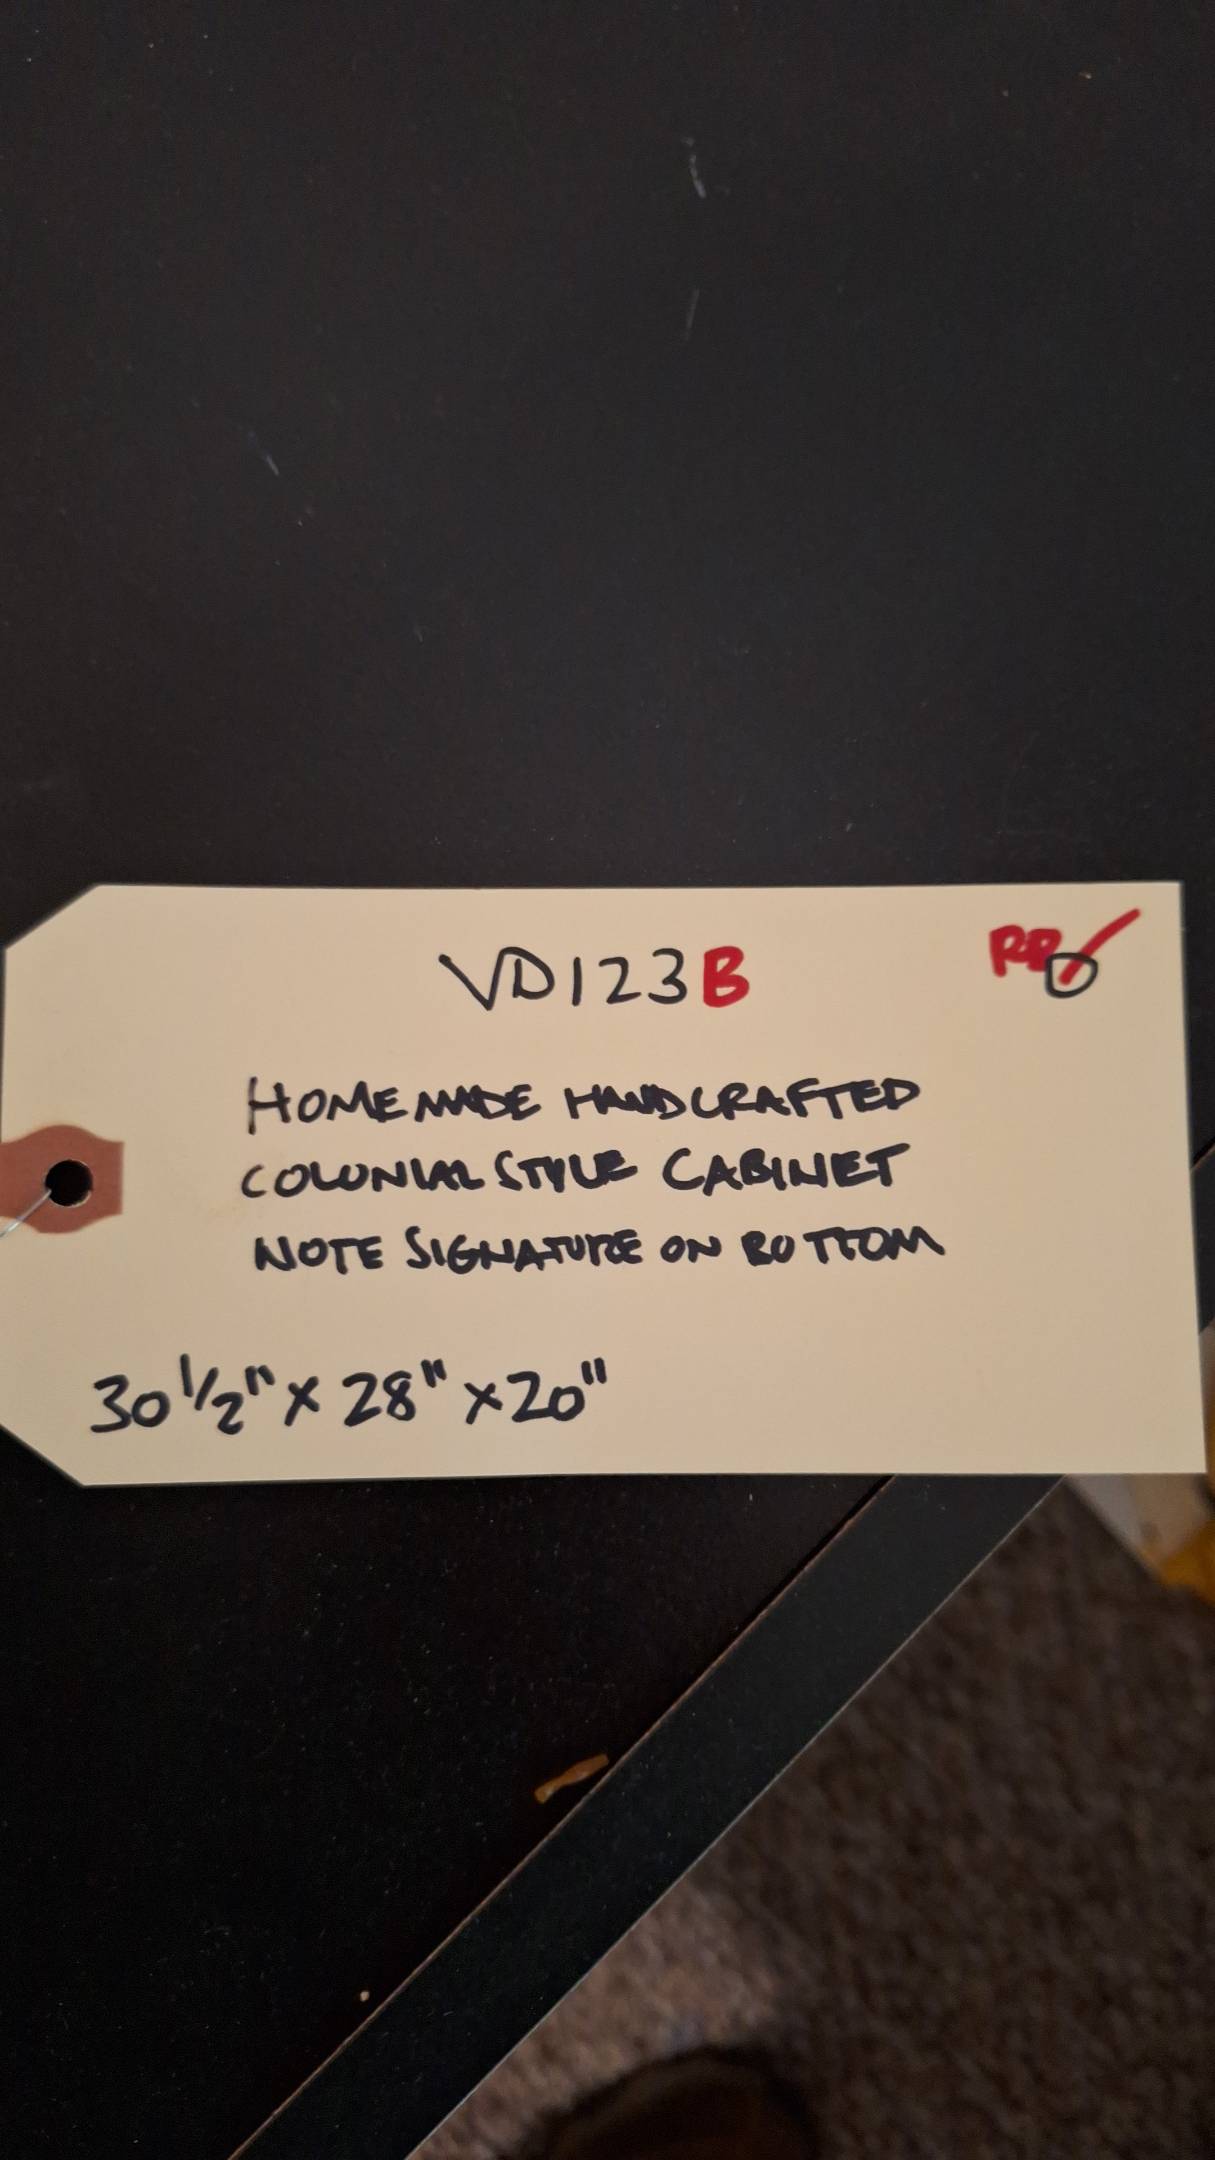 VD123B
RB ✓
HOMEMADE HANDCRAFTED
COLONIAL STYLE CABINET
NOTE SIGNATURE ON BOTTOM
30 1/2" x 28" x 20"